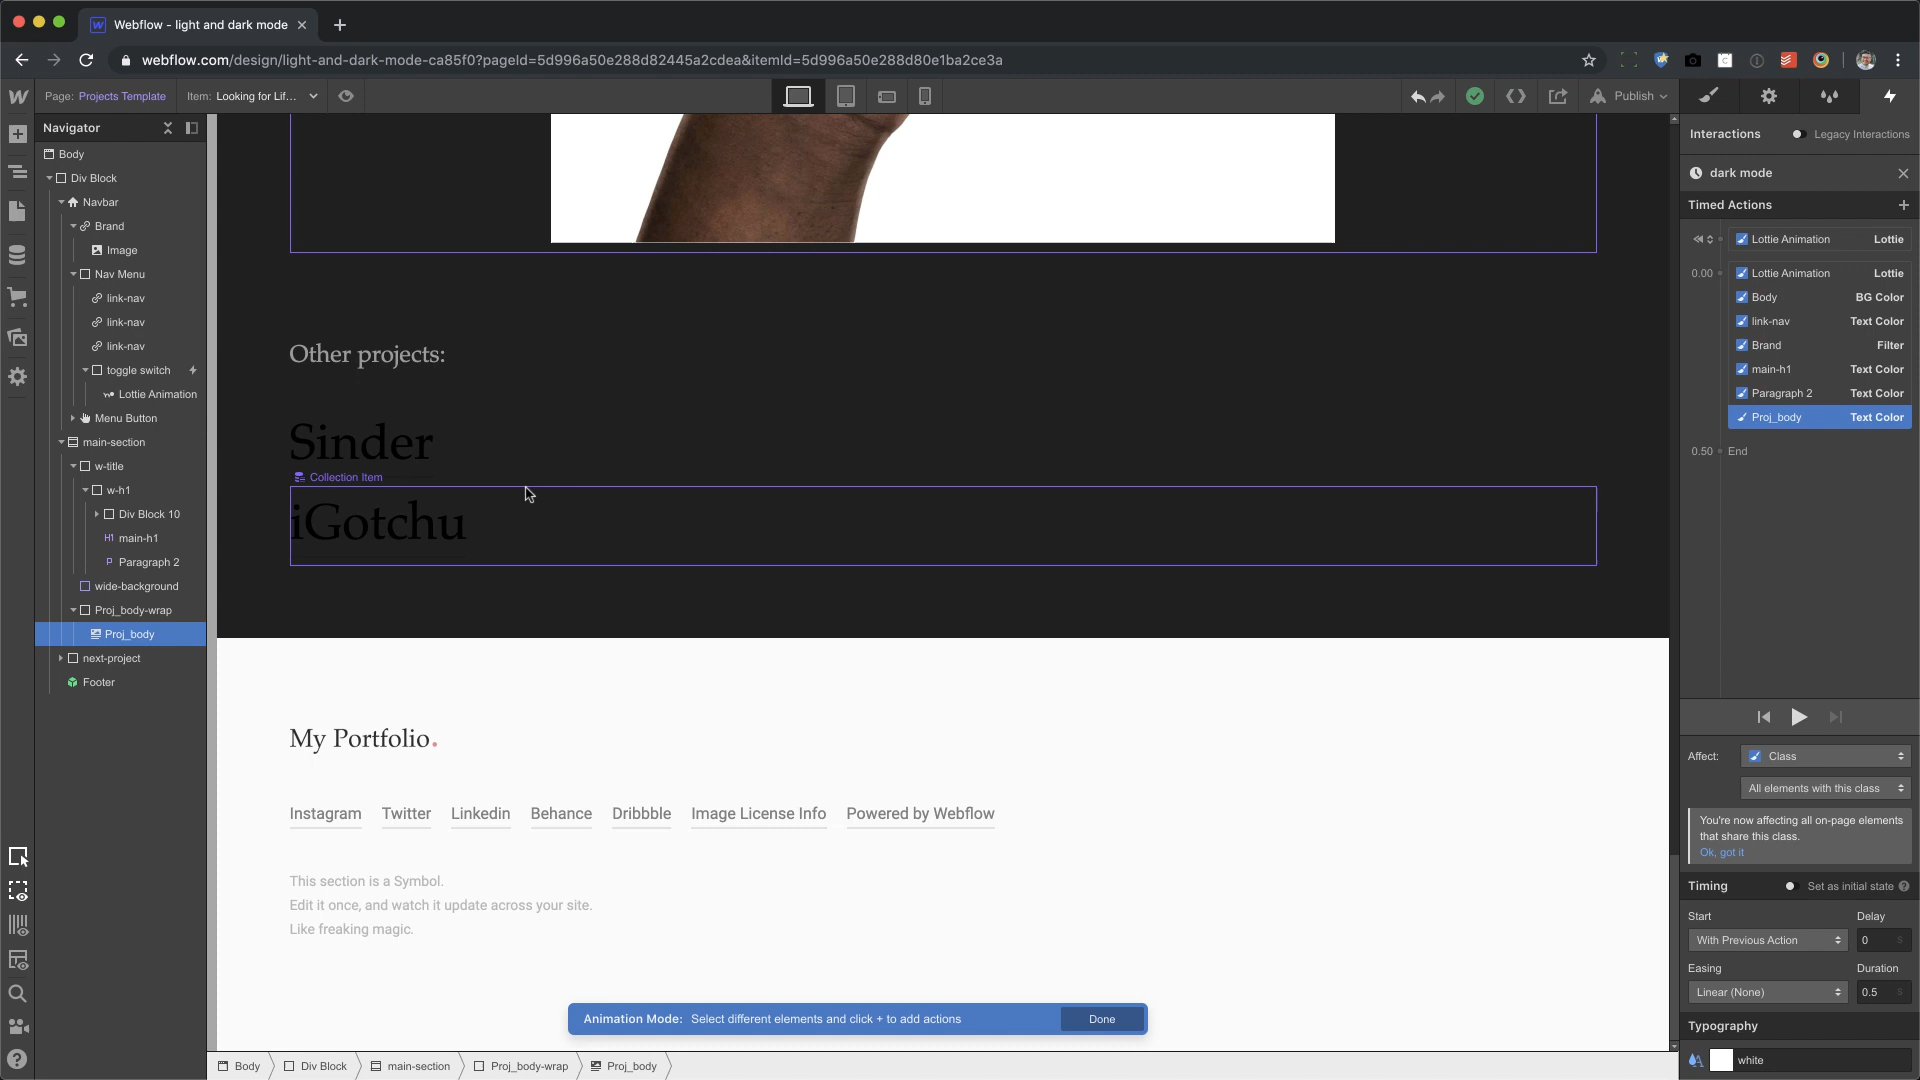 Webflow - light and dark mode
webflow.com/design/light-and-dark-mode-ca85f0?pageId=5d996a50e288d82445a2cdea&itemId=5d996a50e288d80e1ba2ce3a
Page: Projects Template
Item: Looking for Lif...
Publish
Navigator
Body
Div Block
Navbar
Brand
Image
Nav Menu
link-nav
link-nav
link-nav
toggle switch
Lottie Animation
Menu Button
main-section
w-title
w-h1
Div Block 10
H1 main-h1
P Paragraph 2
wide-background
Proj_body-wrap
Proj_body
next-project
Footer
Other projects:
Sinder
Collection Item
iGotchu
My Portfolio.
Instagram Twitter Linkedin Behance Dribbble Image License Info Powered by Webflow
This section is a Symbol.
Edit it once, and watch it update across your site.
Like freaking magic.
Animation Mode: Select different elements and click + to add actions Done
Body Div Block main-section Proj_body-wrap Proj_body
Interactions Legacy Interactions
dark mode
Timed Actions
Lottie Animation Lottie
0.00 Lottie Animation Lottie
Body BG Color
link-nav Text Color
Brand Filter
main-h1 Text Color
Paragraph 2 Text Color
Proj_body Text Color
0.50 End
Affect: Class
All elements with this class
You're now affecting all on-page elements
that share this class.
Ok, got it
Timing Set as initial state
Start Delay
With Previous Action 0 S
Easing Duration
Linear (None) 0.5 S
Typography
white